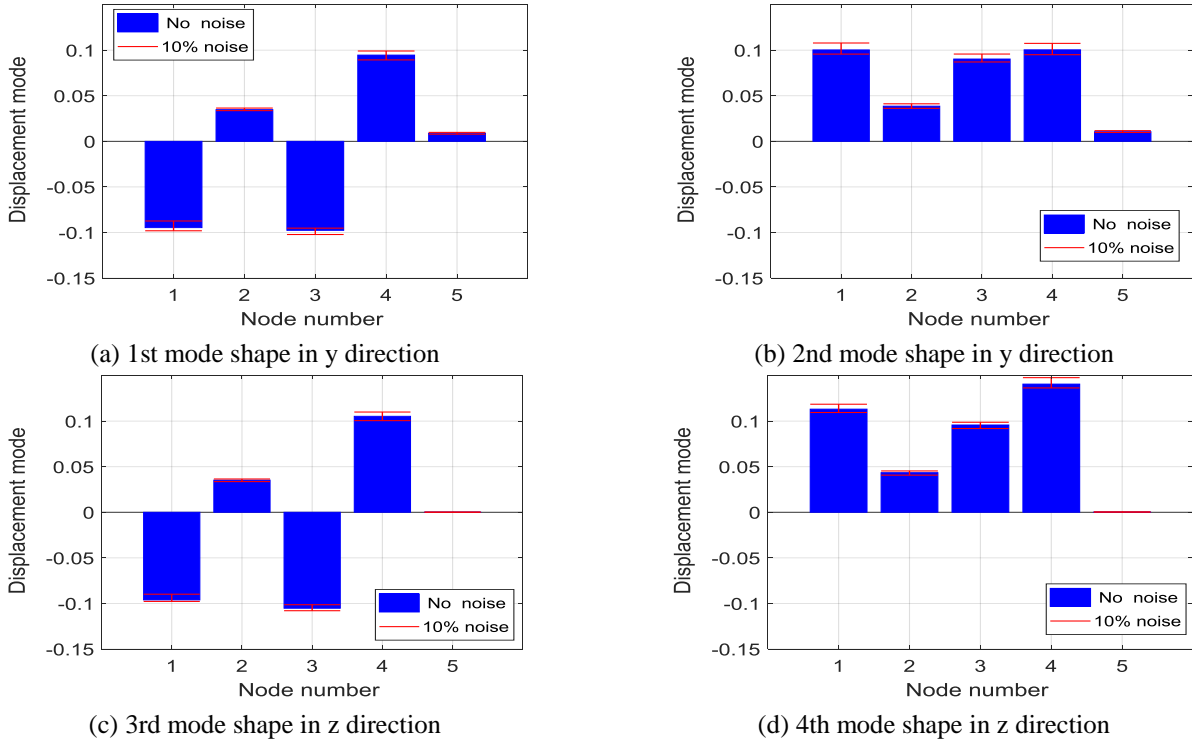 No noise
10% noise
0.1
0.05
0
-0.05
-0.1
-0.15
Displacement mode
1 2 3 4 5
Node number
(a) 1st mode shape in y direction
0.1
0.05
0
-0.05
-0.1
-0.15
Displacement mode
No noise
10% noise
1 2 3 4 5
Node number
(b) 2nd mode shape in y direction
0.1
0.05
0
-0.05
-0.1
-0.15
Displacement mode
No noise
10% noise
1 2 3 4 5
Node number
(c) 3rd mode shape in z direction
0.1
0.05
0
-0.05
-0.1
-0.15
Displacement mode
No noise
10% noise
1 2 3 4 5
Node number
(d) 4th mode shape in z direction